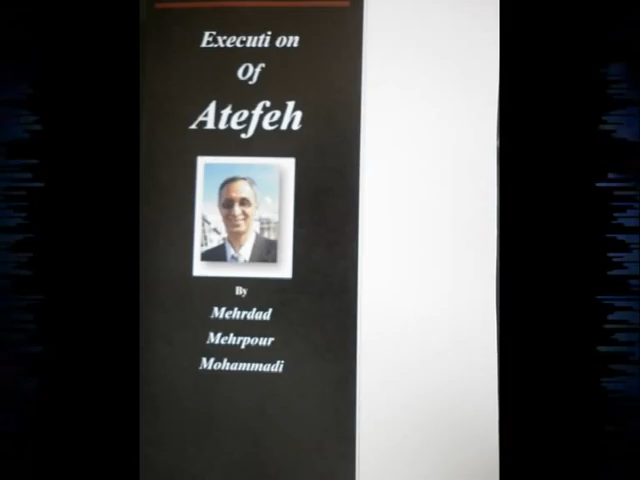 Executi on
Of
Atefeh
By
Mehrdad
Mehrpour
Mohammadi